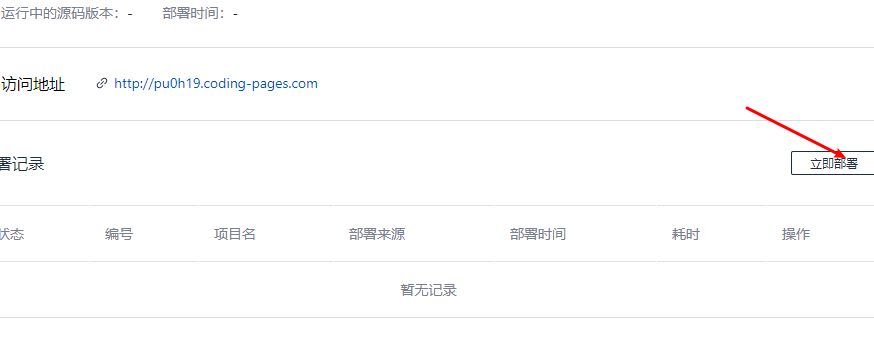 运行中的源码版本：- 部署时间：-
访问地址 http://pu0h19.coding-pages.com
署记录 立即部署
状态 编号 项目名 部署来源 部署时间 耗时 操作
暂无记录